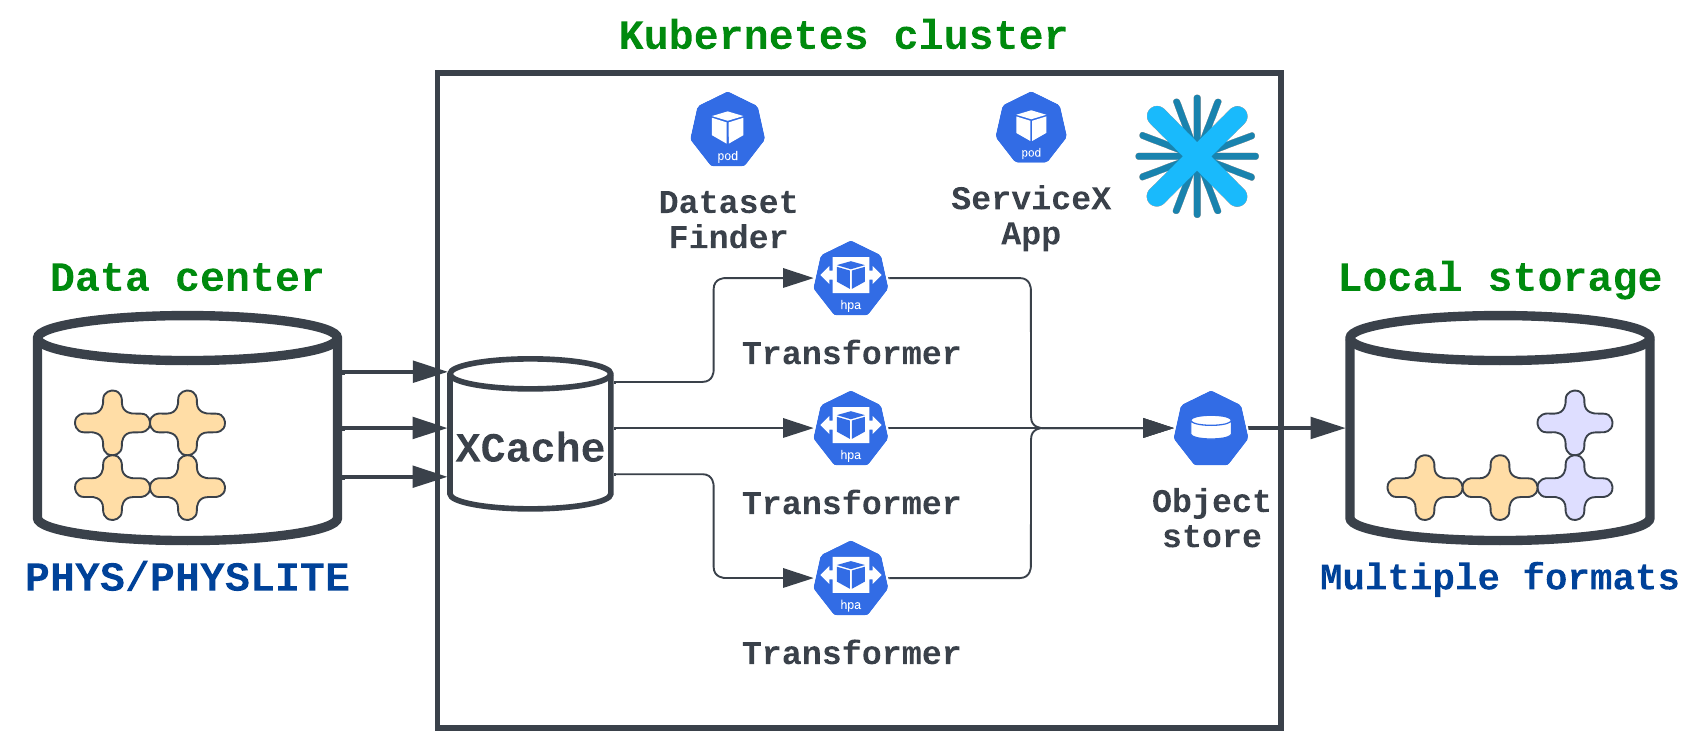 Kubernetes cluster
pod
Dataset
Finder
pod
ServiceX
App
Data center
PHYS/PHYSLITE
XCache
hpa
Transformer
hpa
Transformer
hpa
Transformer
Object
store
Local storage
Multiple formats